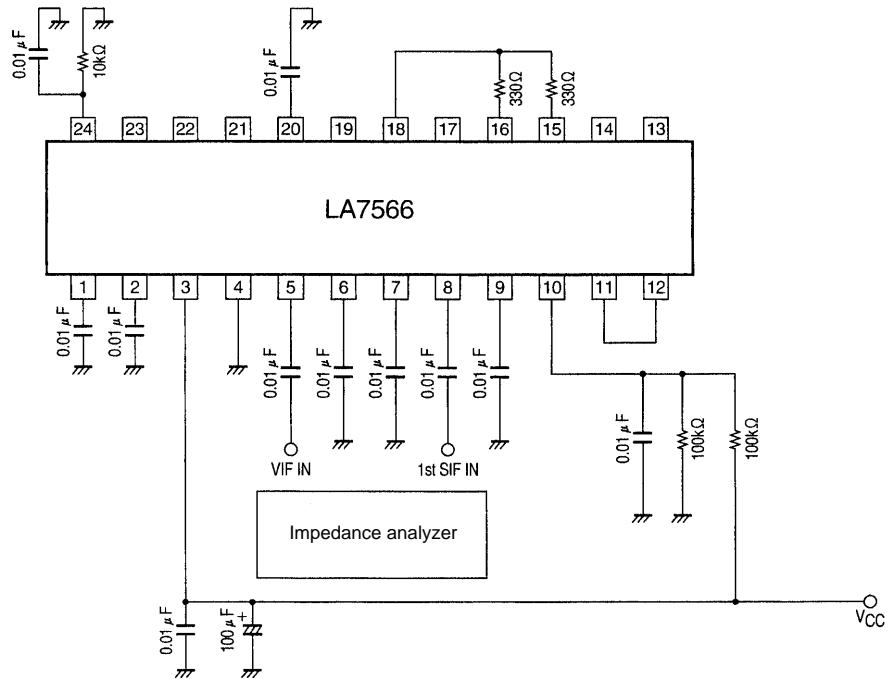 0.01 μF
10kΩ
0.01 μF
330Ω
330Ω
24 23 22 21 20 19 18 17 16 15 14 13
LA7566
1 2 3 4 5 6 7 8 9 10 11 12
0.01 μF
0.01 μF
0.01 μF
0.01 μF
0.01 μF
0.01 μF
0.01 μF
0.01 μF
100kΩ
100kΩ
VIF IN
1st SIF IN
Impedance analyzer
0.01 μF
100 μF
+
VCC